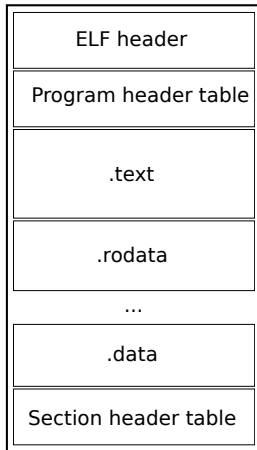 ELF header
Program header table
.text
.rodata
...
.data
Section header table